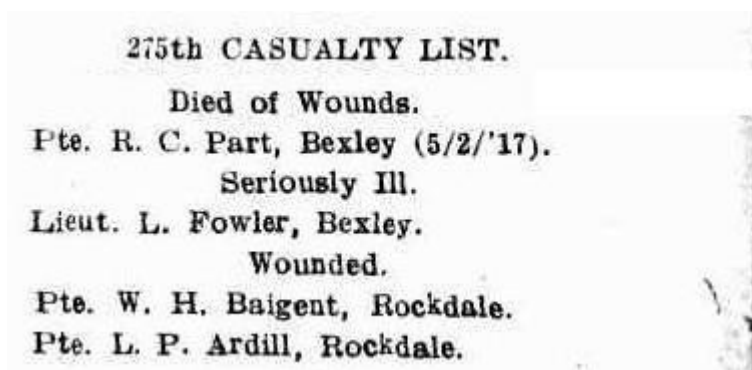 275th CASUALTY LIST.
Died of Wounds.
Pte. R. C. Part, Bexley (5/2/'17).
Seriously Ill.
Lieut. L. Fowler, Bexley.
Wounded.
Pte. W. H. Baigent, Rockdale.
Pte. L. P. Ardill, Rockdale.